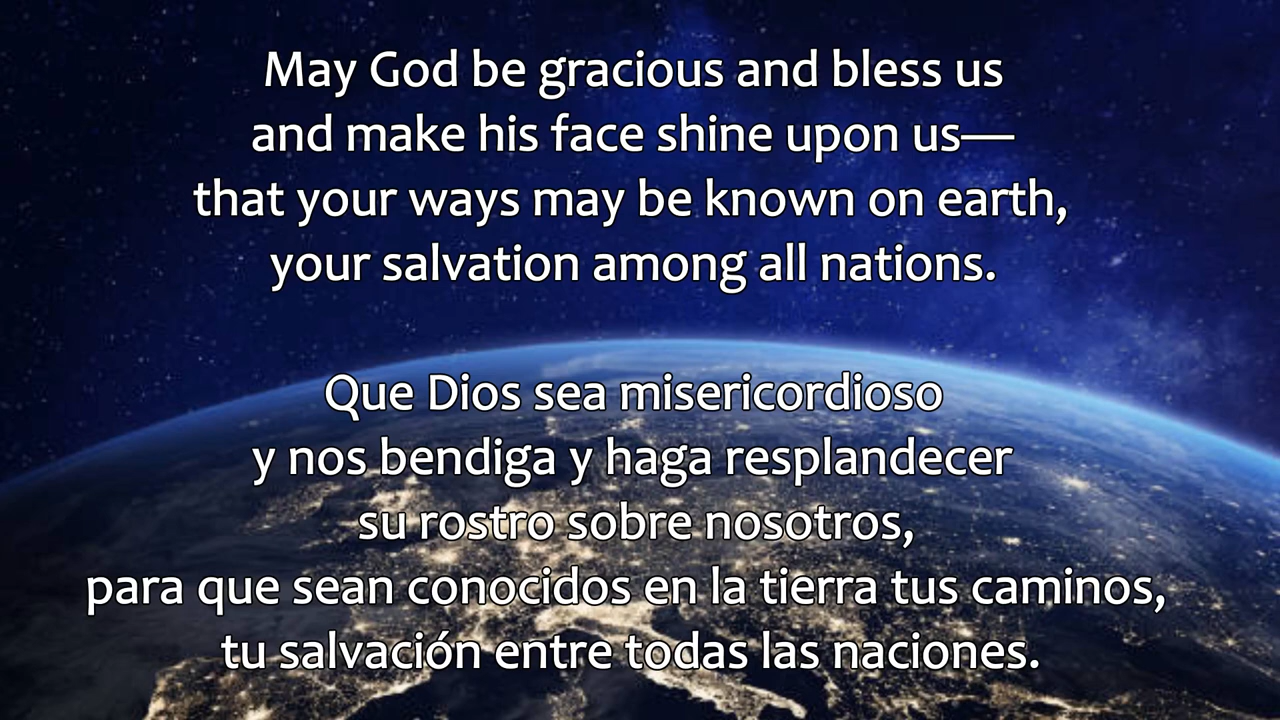 May God be gracious and bless us
and make his face shine upon us—
that your ways may be known on earth,
your salvation among all nations.
Que Dios sea misericordioso
y nos bendiga y haga resplandecer
su rostro sobre nosotros,
para que sean conocidos en la tierra tus caminos,
tu salvación entre todas las naciones.